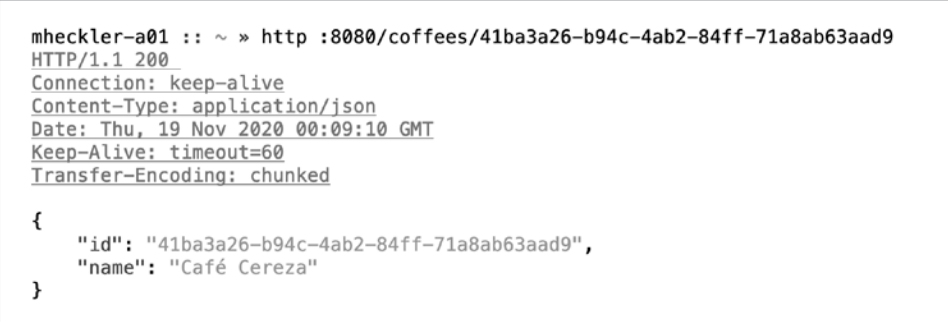 mheckler-a01 :: ~ » http :8080/coffees/41ba3a26-b94c-4ab2-84ff-71a8ab63aad9
HTTP/1.1 200
Connection: keep-alive
Content-Type: application/json
Date: Thu, 19 Nov 2020 00:09:10 GMT
Keep-Alive: timeout=60
Transfer-Encoding: chunked
{
    "id": "41ba3a26-b94c-4ab2-84ff-71a8ab63aad9",
    "name": "Café Cereza"
}